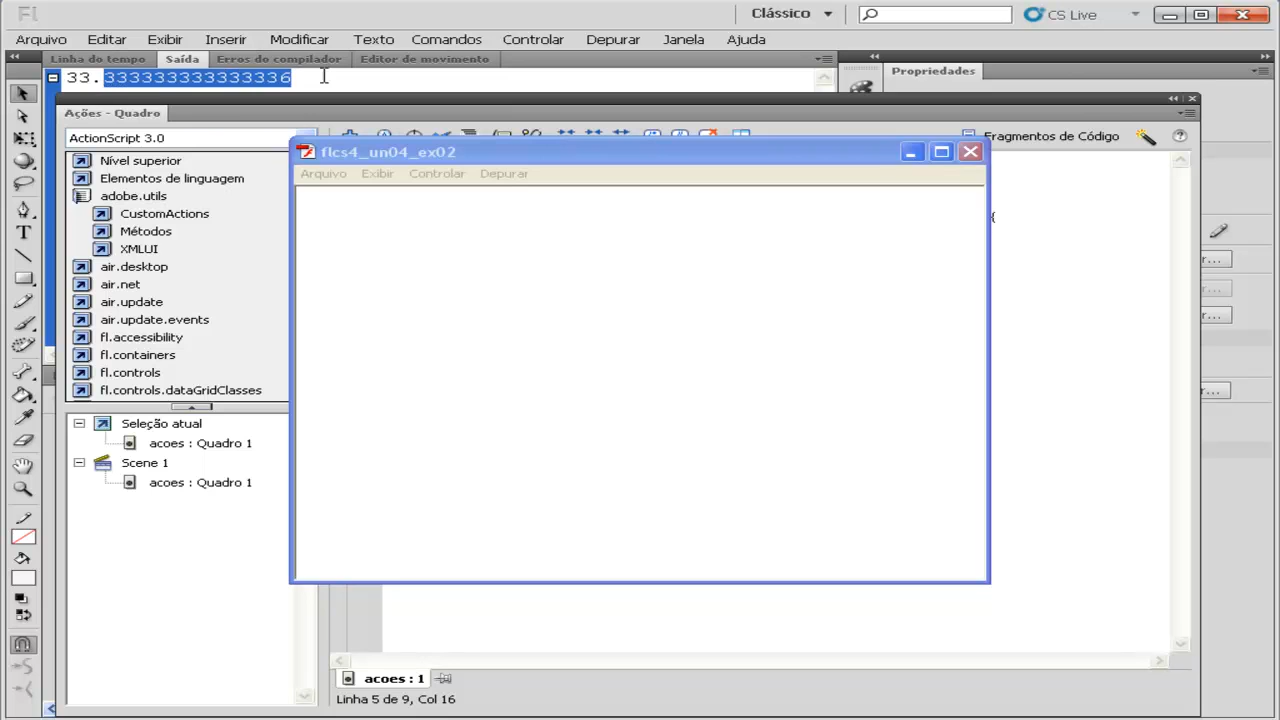 Fl
Clássico
CS Live
Arquivo Editar Exibir Inserir Modificar Texto Comandos Controlar Depurar Janela Ajuda
Linha do tempo Saída Erros do compilador Editor de movimento
Propriedades
33.3333333333333336
Ações - Quadro
ActionScript 3.0
Fragmentos de Código
Nível superior
Elementos de linguagem
adobe.utils
CustomActions
Métodos
XMLUI
air.desktop
air.net
air.update
air.update.events
fl.accessibility
fl.containers
fl.controls
fl.controls.dataGridClasses
flcs4_un04_ex02
Arquivo Exibir Controlar Depurar
{
r...
r...
r...
r...
Seleção atual
acoes : Quadro 1
Scene 1
acoes : Quadro 1
acoes : 1
Linha 5 de 9, Col 16